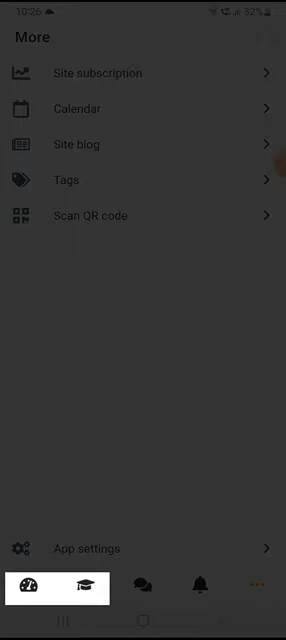 10:26
32%
More
Site subscription
Calendar
Site blog
Tags
Scan QR code
App settings